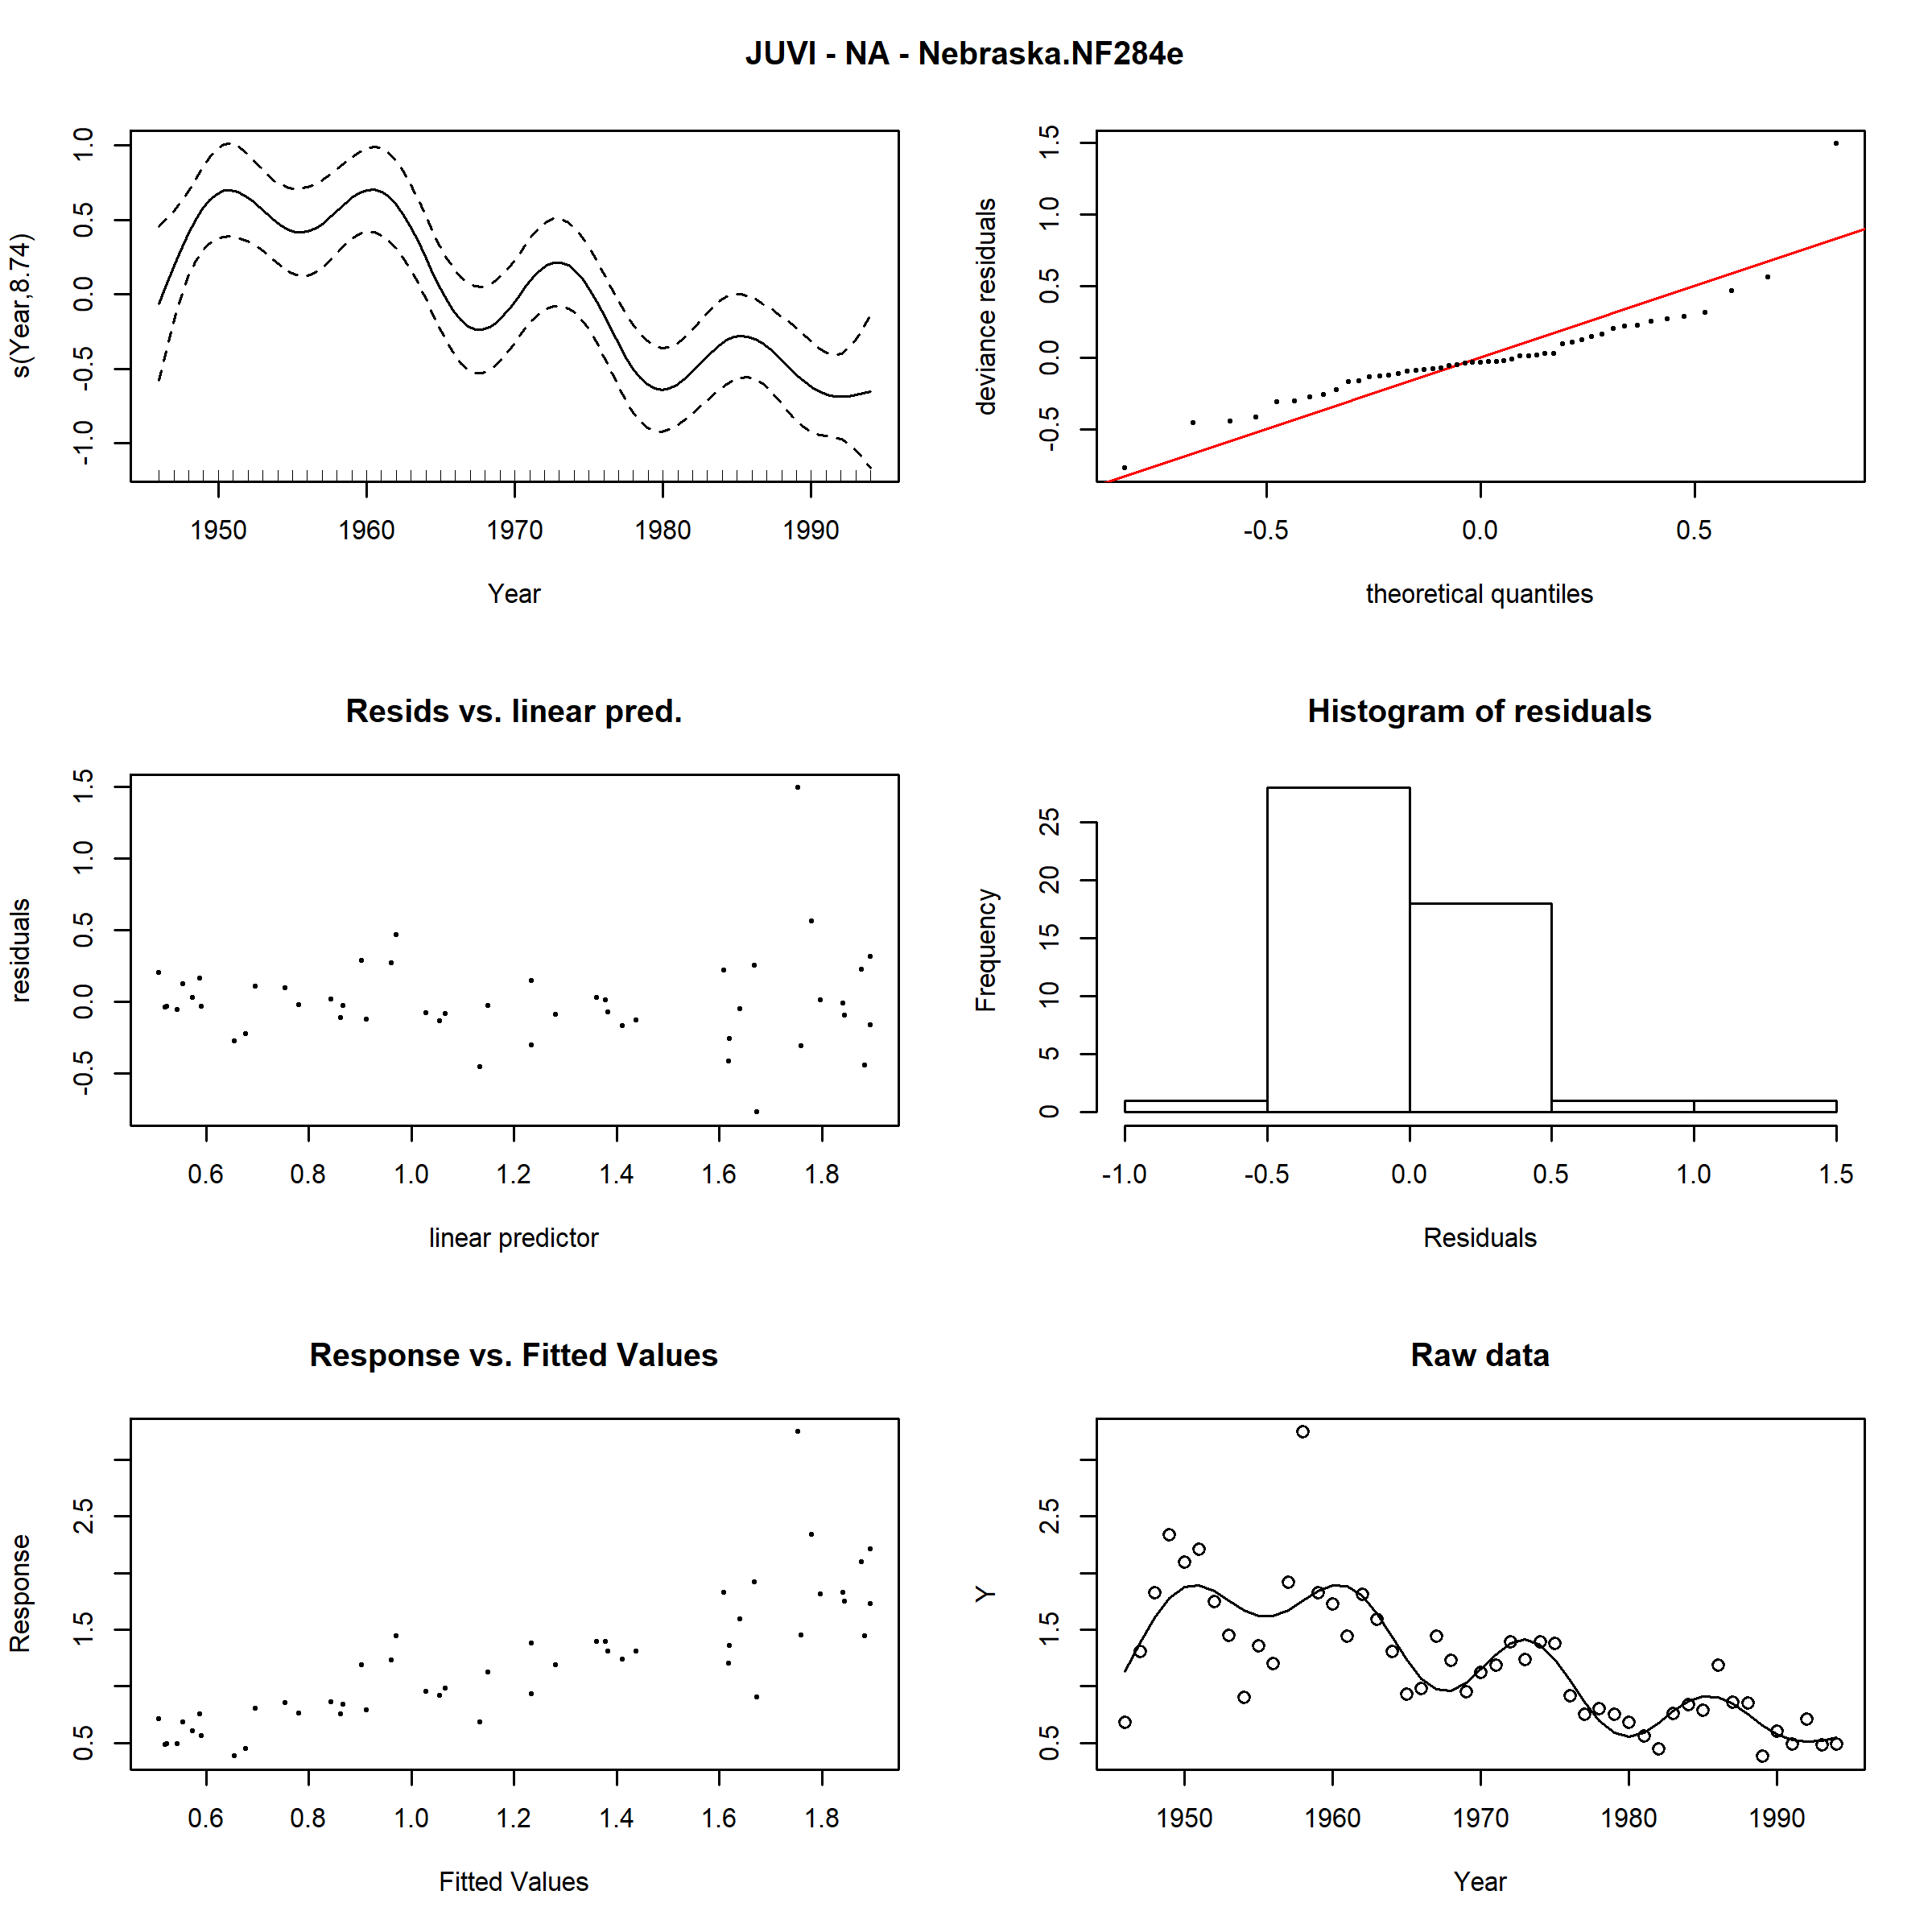 JUVI - NA - Nebraska.NF284e
s(Year,8.74)
1.0
0.5
0.0
-0.5
-1.0
1950 1960 1970 1980 1990
Year
deviance residuals
1.5
1.0
0.5
0.0
-0.5
-0.5 0.0 0.5
theoretical quantiles
Resids vs. linear pred.
residuals
1.5
1.0
0.5
0.0
-0.5
0.6 0.8 1.0 1.2 1.4 1.6 1.8
linear predictor
Histogram of residuals
Frequency
25
20
15
10
5
0
-1.0 -0.5 0.0 0.5 1.0 1.5
Residuals
Response vs. Fitted Values
Response
2.5
1.5
0.5
0.6 0.8 1.0 1.2 1.4 1.6 1.8
Fitted Values
Raw data
Y
2.5
1.5
0.5
1950 1960 1970 1980 1990
Year